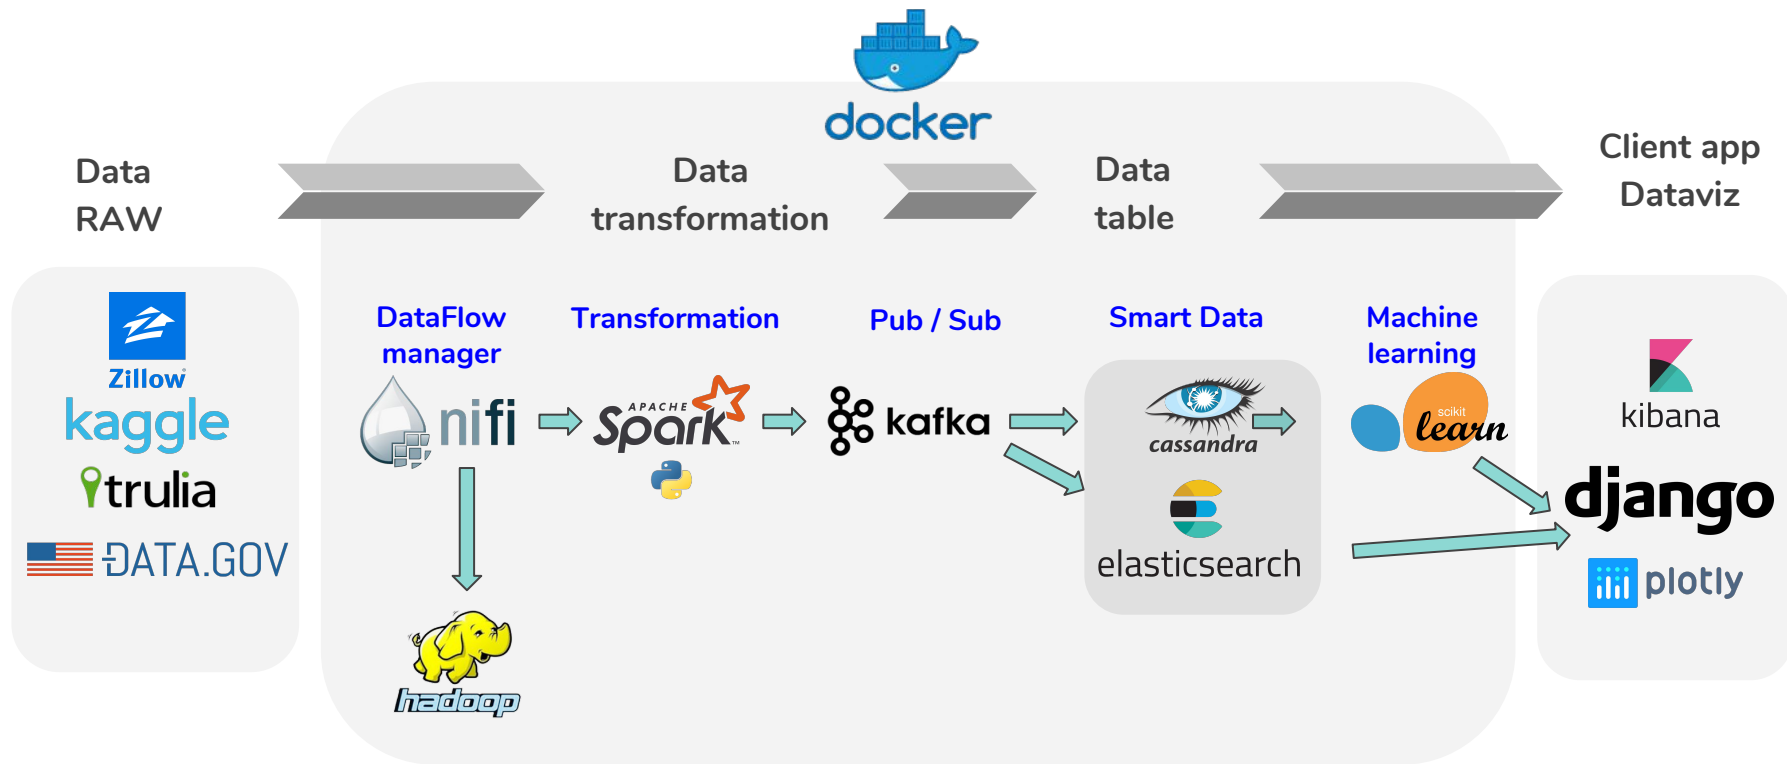 docker
Data
RAW
Data
transformation
Data
table
Client app
Dataviz
Zillow
kaggle
trulia
DATA.GOV
DataFlow
manager
nifi
hadoop
Transformation
APACHE
Spark™
Pub / Sub
kafka
Smart Data
cassandra
elasticsearch
Machine
learning
scikit
learn
kibana
django
plotly